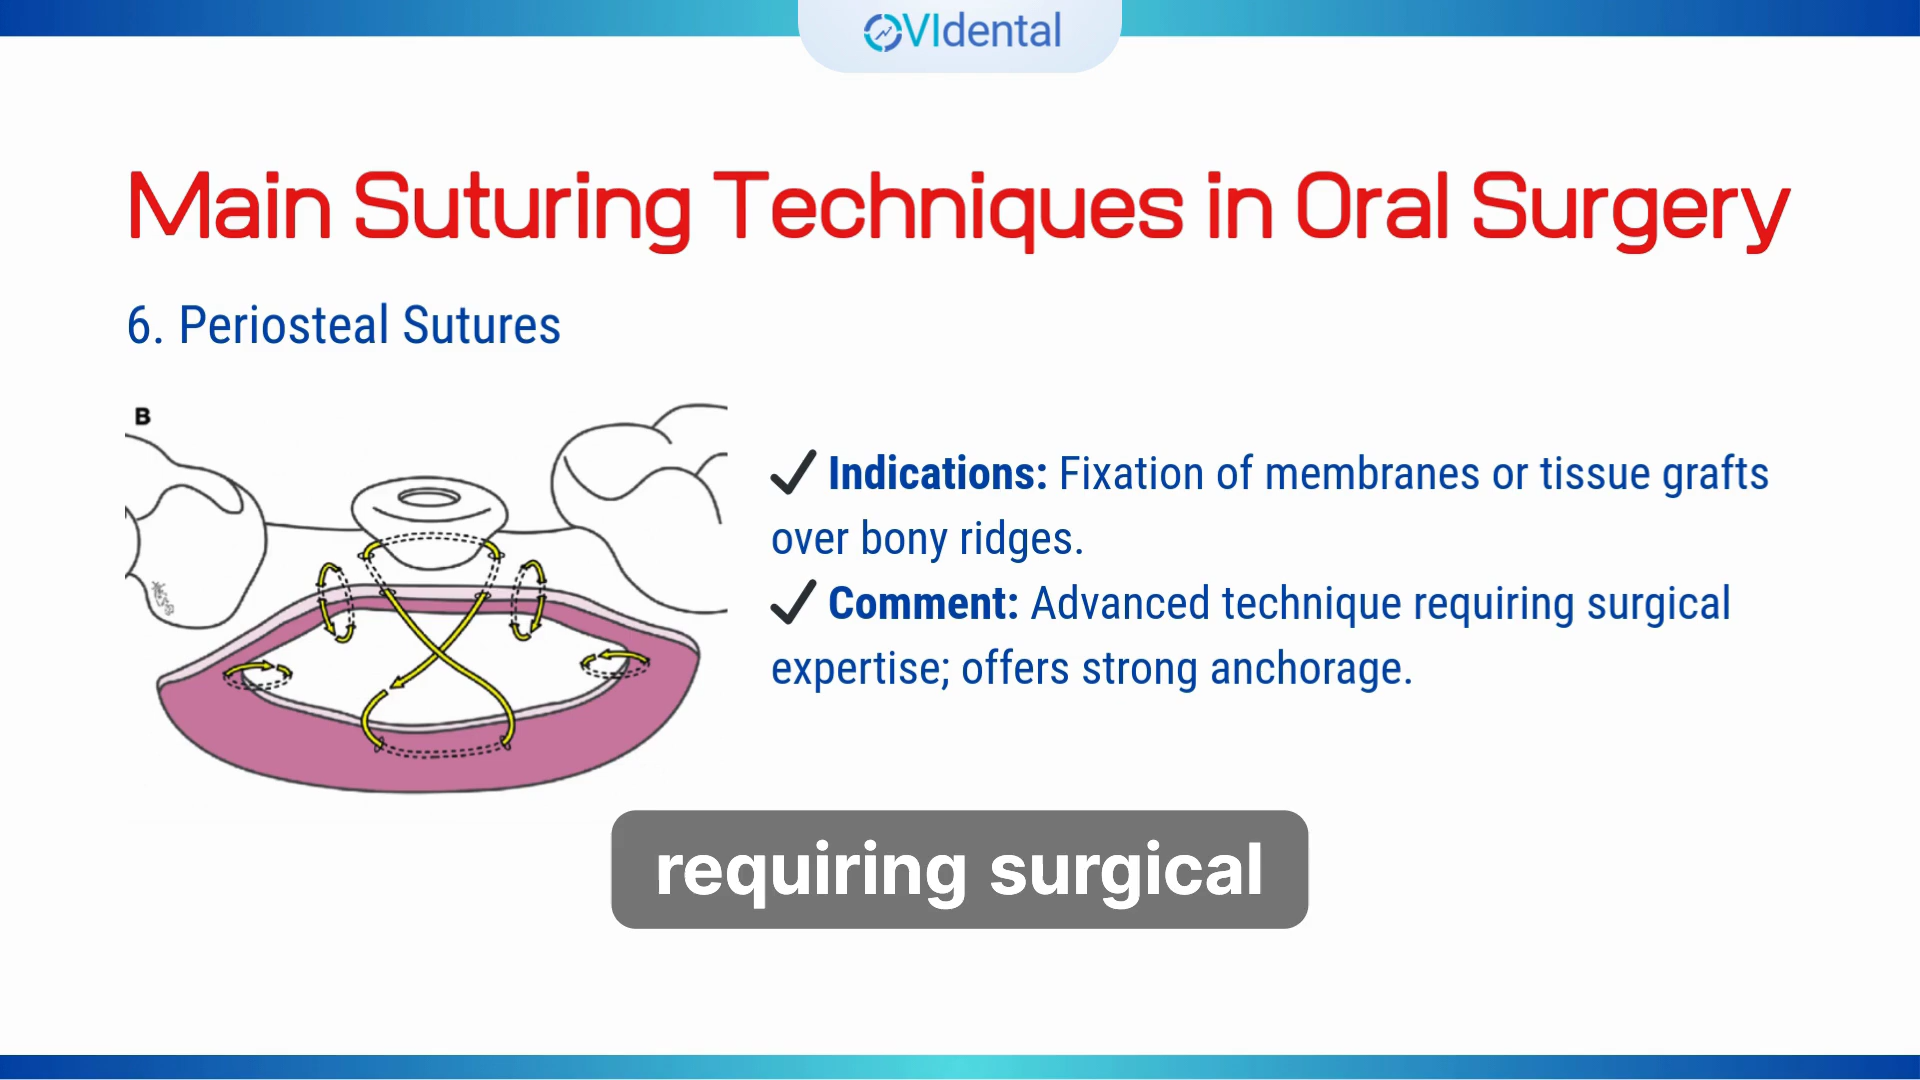 VIdental
Main Suturing Techniques in Oral Surgery
6. Periosteal Sutures
B
✓ Indications: Fixation of membranes or tissue grafts
over bony ridges.
✓ Comment: Advanced technique requiring surgical
expertise; offers strong anchorage.
requiring surgical